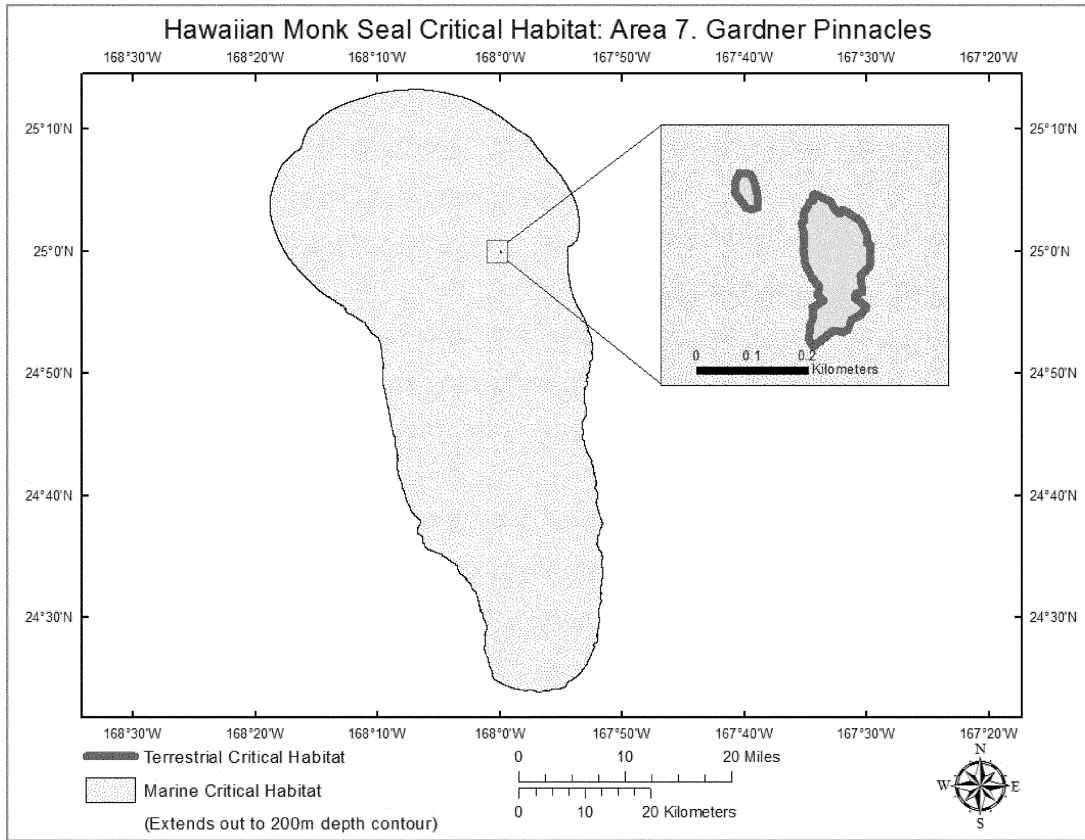 Hawaiian Monk Seal Critical Habitat: Area 7. Gardner Pinnacles
168°30'W 168°20'W 168°10'W 168°0'W 167°50'W 167°40'W 167°30'W 167°20'W
25°10'N 25°10'N
25°0'N 25°0'N
0 0.1 0.2
Kilometers
24°50'N 24°50'N
24°40'N 24°40'N
24°30'N 24°30'N
168°30'W 168°20'W 168°10'W 168°0'W 167°50'W 167°40'W 167°30'W 167°20'W
Terrestrial Critical Habitat
Marine Critical Habitat
(Extends out to 200m depth contour)
0 10 20 Miles
0 10 20 Kilometers
N
W E
S